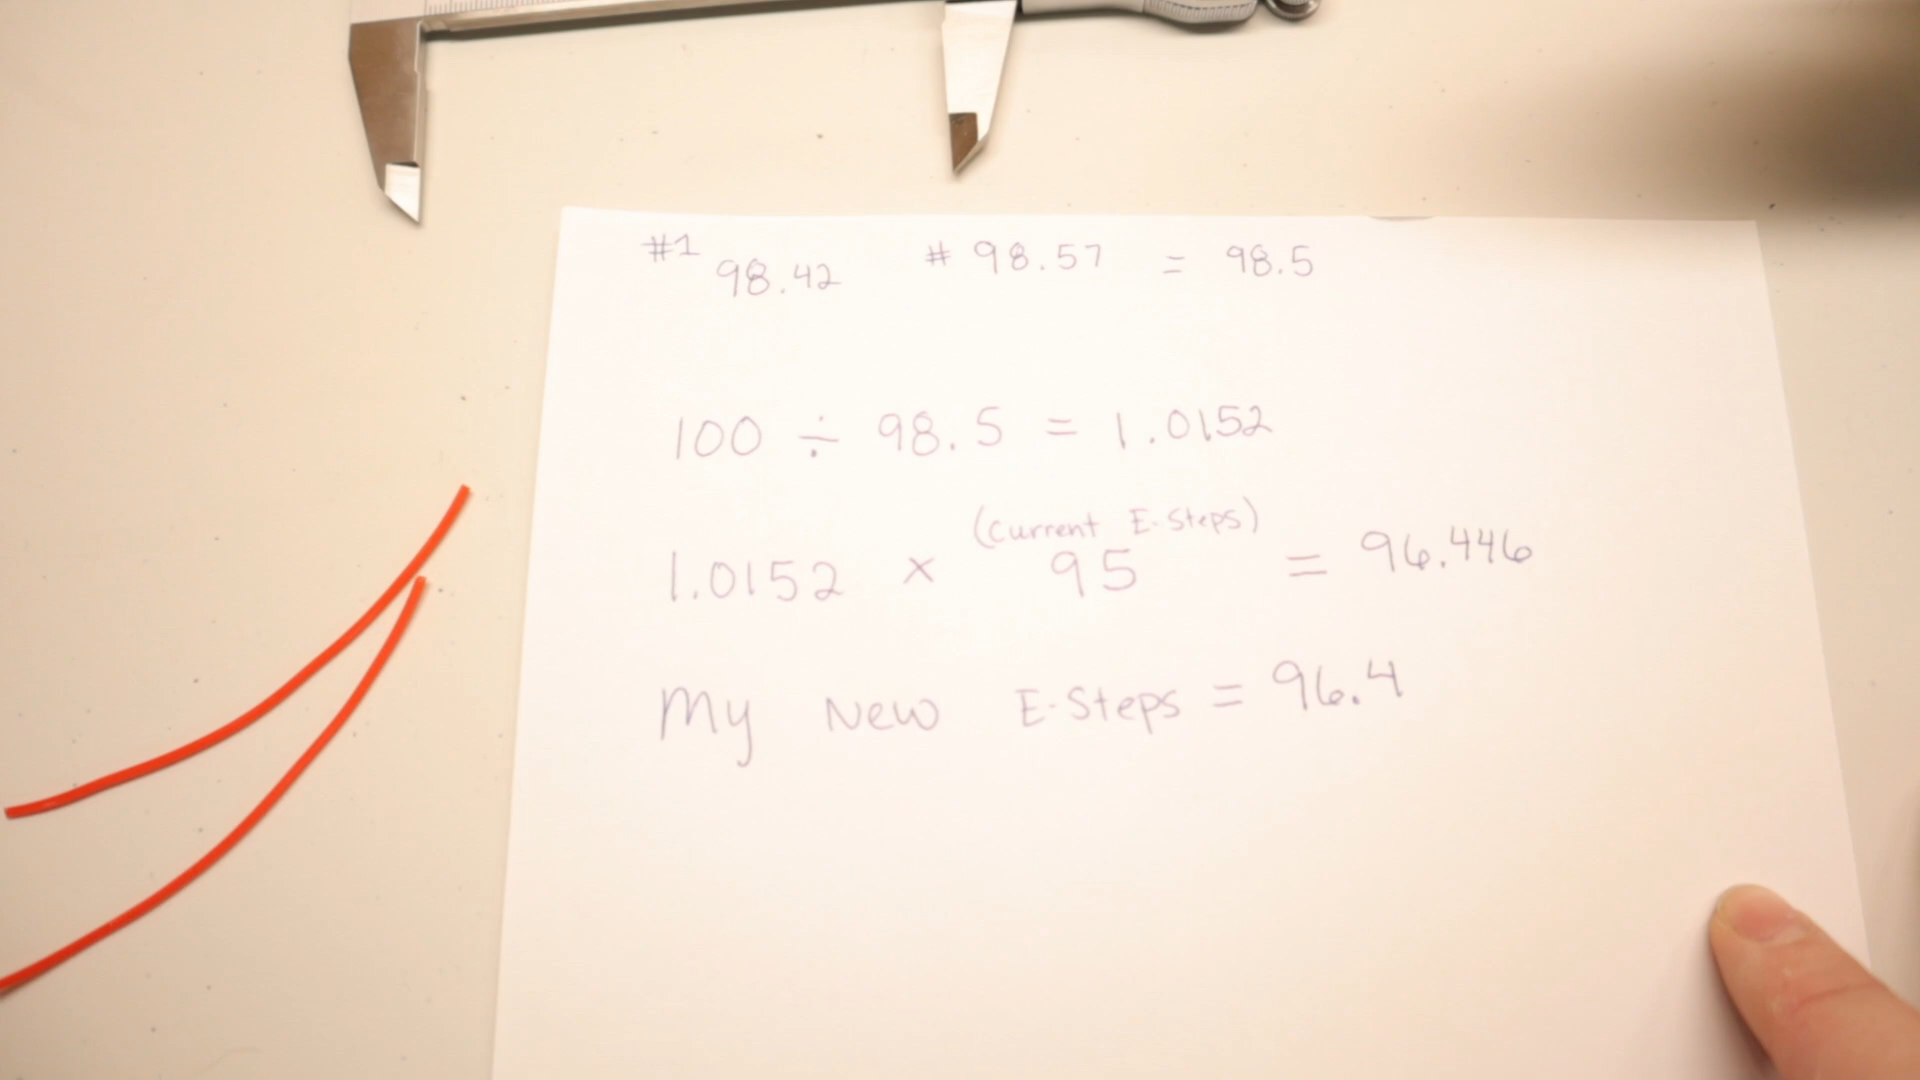 #1 98.42 # 98.57 = 98.5
100 ÷ 98.5 = 1.0152
(Current E-Steps)
1.0152 × 95 = 96.446
My New E-Steps = 96.4